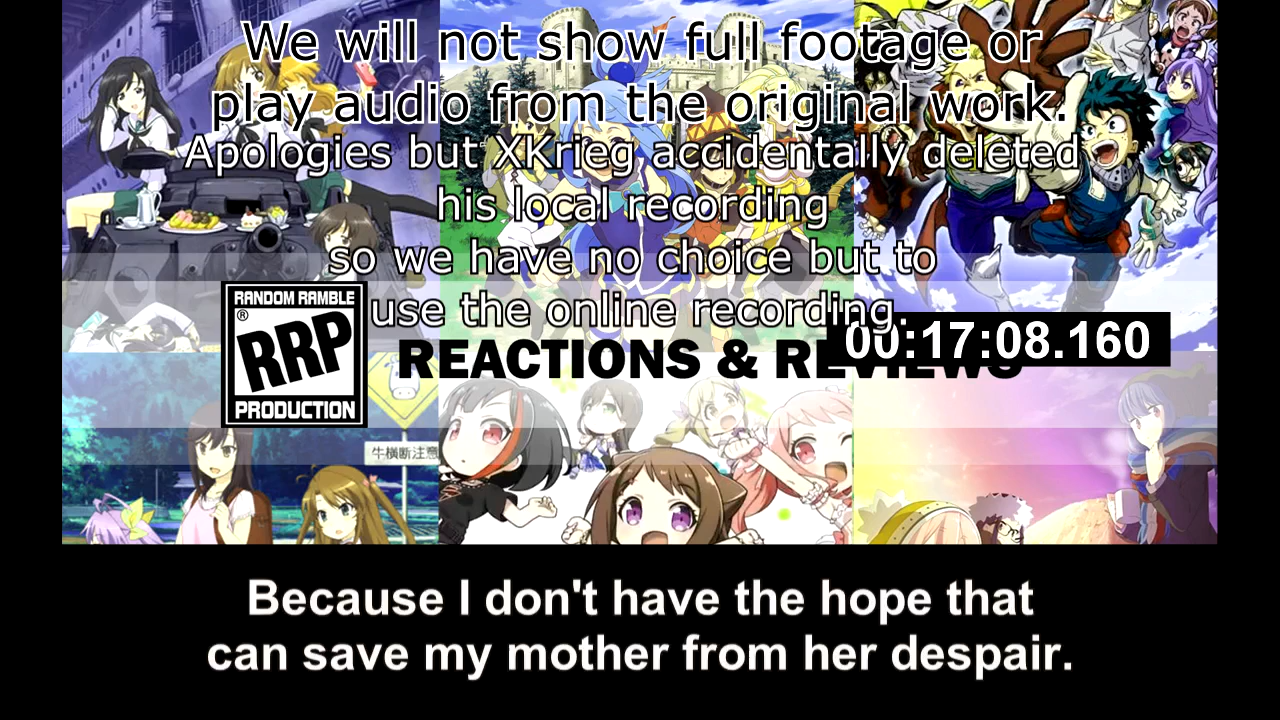 We will not show full footage or
play audio from the original work.
Apologies but XKrieg accidentally deleted
his local recording
so we have no choice but to
use the online recording.
RANDOM RAMBLE
®
RRP
PRODUCTION
REACTIONS & REVIEWS
00:17:08.160
牛横断注意
Because I don't have the hope that
can save my mother from her despair.